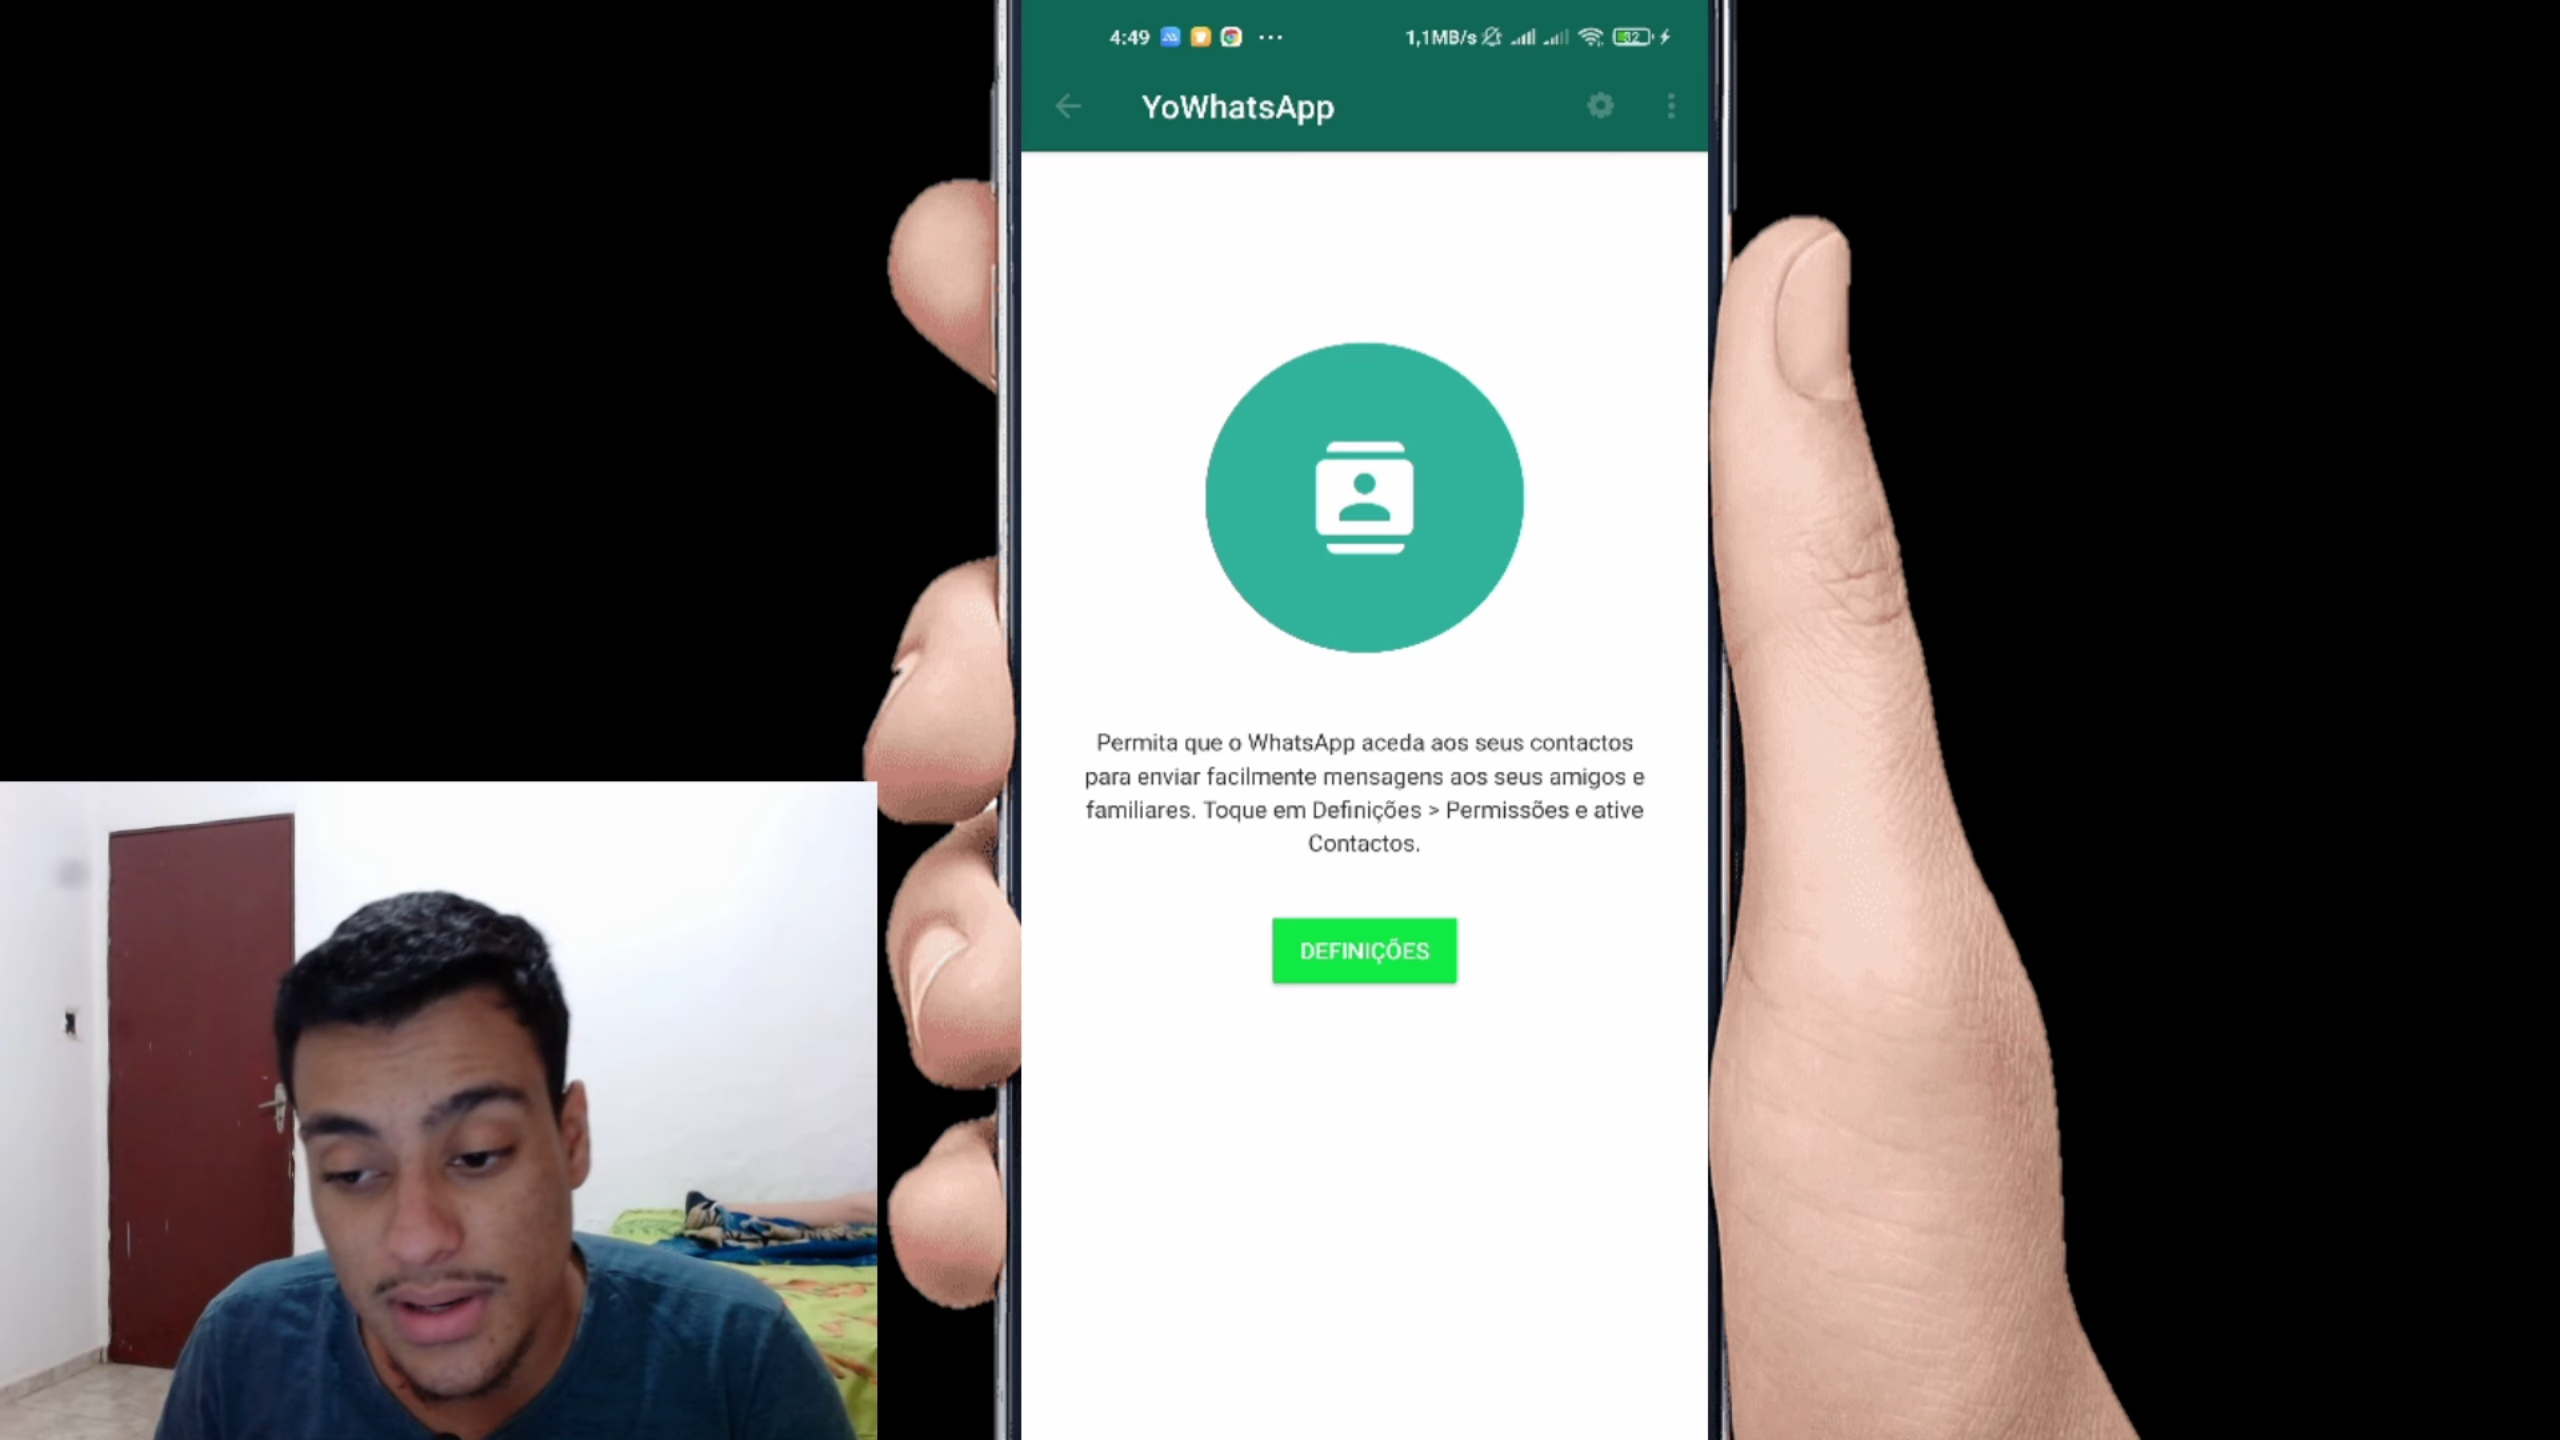 4:49 ... 1,1MB/s 32
YoWhatsApp
Permita que o WhatsApp aceda aos seus contactos
para enviar facilmente mensagens aos seus amigos e
familiares. Toque em Definições > Permissões e ative
Contactos.
DEFINIÇÕES